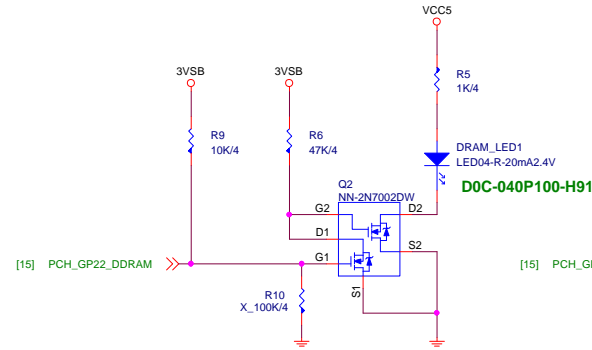 VCC5
3VSB
3VSB
R5
1K/4
R9
10K/4
R6
47K/4
DRAM_LED1
LED04-R-20mA2.4V
D0C-040P100-H91
Q2
NN-2N7002DW
G2
D2
D1
S2
G1
S1
[15] PCH_GP22_DDRAM
R10
X_100K/4
[15] PCH_G